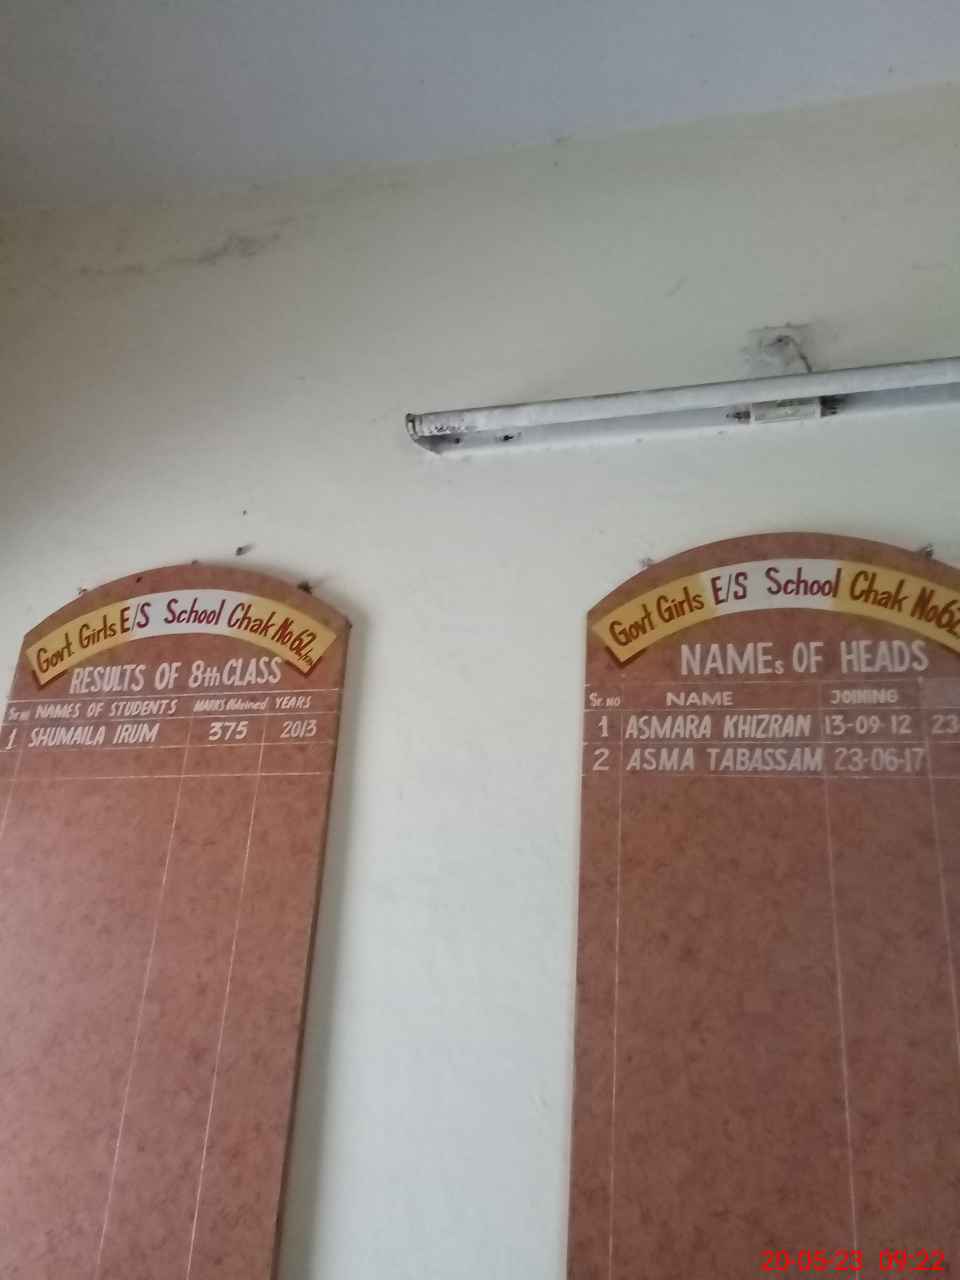 Govt. Girls E/S School Chak No 62
RESULTS OF 8th CLASS
Sr.no NAMES OF STUDENTS MARKS Obteined YEARS
1 SHUMAILA IRUM 375 2013
Govt Girls E/S School Chak No 62
NAMEs OF HEADS
Sr.no NAME JOINING
1 ASMARA KHIZRAN 13-09-12 23
2 ASMA TABASSAM 23-06-17
20-05-23 09:22